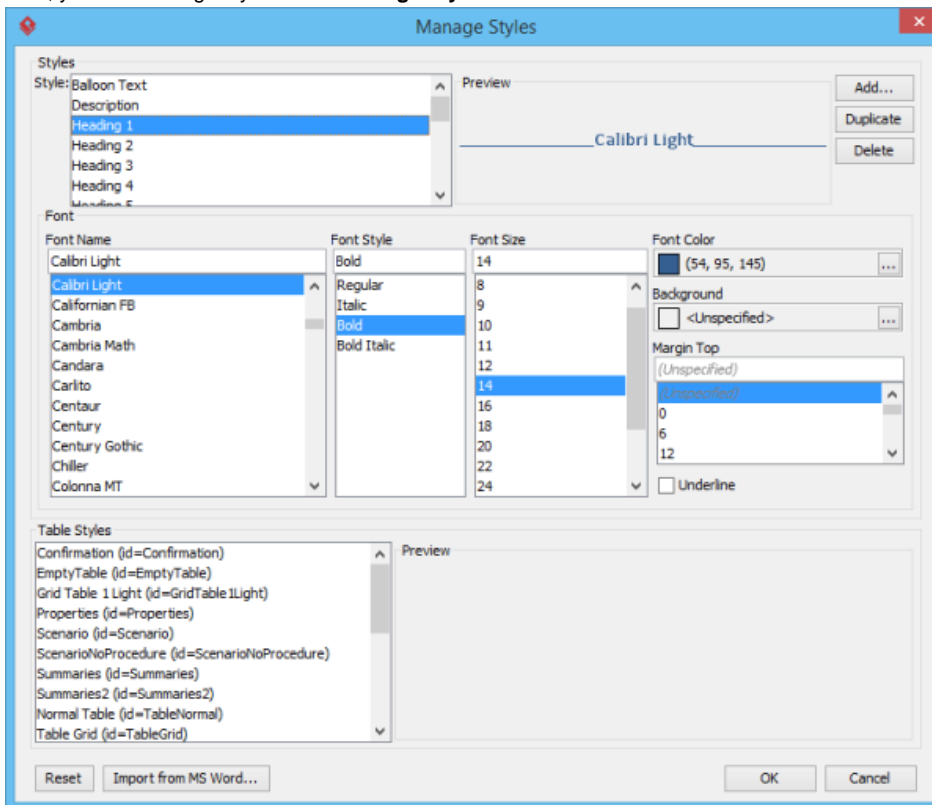 Manage Styles
Styles
Style:
Balloon Text
Description
Heading 1
Heading 2
Heading 3
Heading 4
Preview
Calibri Light
Add...
Duplicate
Delete
Font
Font Name
Calibri Light
Calibri Light
Californian FB
Cambria
Cambria Math
Candara
Carlito
Centaur
Century
Century Gothic
Chiller
Colonna MT
Font Style
Bold
Regular
Italic
Bold
Bold Italic
Font Size
14
8
9
10
11
12
14
16
18
20
22
24
Font Color
(54, 95, 145)
...
Background
<Unspecified>
...
Margin Top
(Unspecified)
(Unspecified)
0
6
12
Underline
Table Styles
Confirmation (id=Confirmation)
EmptyTable (id=EmptyTable)
Grid Table 1 Light (id=GridTable1Light)
Properties (id=Properties)
Scenario (id=Scenario)
ScenarioNoProcedure (id=ScenarioNoProcedure)
Summaries (id=Summaries)
Summaries2 (id=Summaries2)
Normal Table (id=TableNormal)
Table Grid (id=TableGrid)
Preview
Reset
Import from MS Word...
OK
Cancel